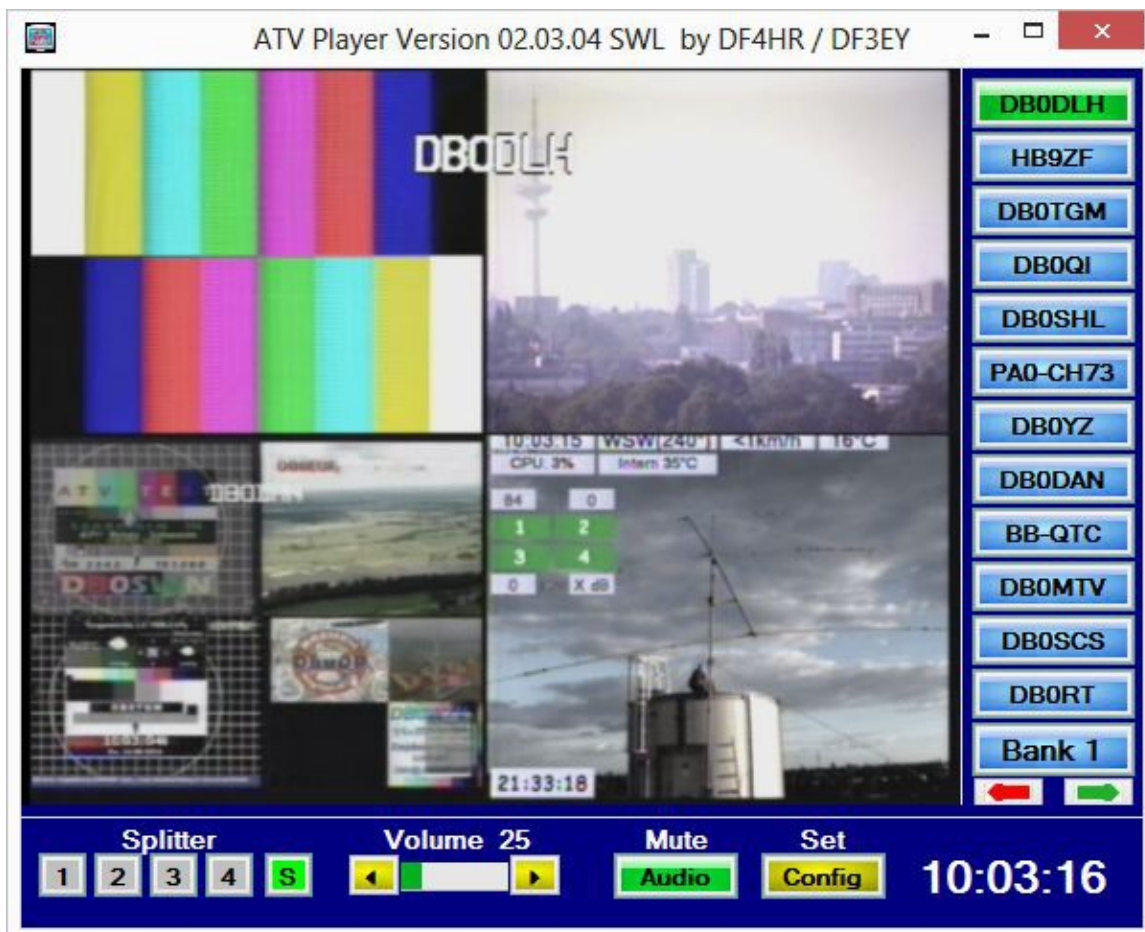 ATV Player Version 02.03.04 SWL by DF4HR / DF3EY
DB0DLH
10:03:15 WSW(240°) <1km/h 16°C
CPU: 3% Intern 35°C
84 0
1 2
3 4
0 X dB
DB0DAN
21:33:18
DB0DLH
HB9ZF
DB0TGM
DB0QI
DB0SHL
PA0-CH73
DB0YZ
DB0DAN
BB-QTC
DB0MTV
DB0SCS
DB0RT
Bank 1
Splitter
1 2 3 4 S
Volume 25
Mute
Audio
Set
Config
10:03:16